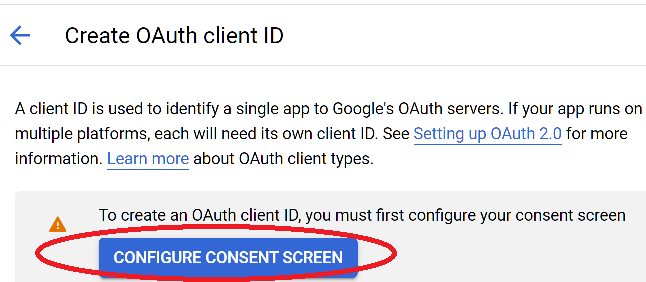 Create OAuth client ID
A client ID is used to identify a single app to Google's OAuth servers. If your app runs on
multiple platforms, each will need its own client ID. See Setting up OAuth 2.0 for more
information. Learn more about OAuth client types.
To create an OAuth client ID, you must first configure your consent screen
CONFIGURE CONSENT SCREEN